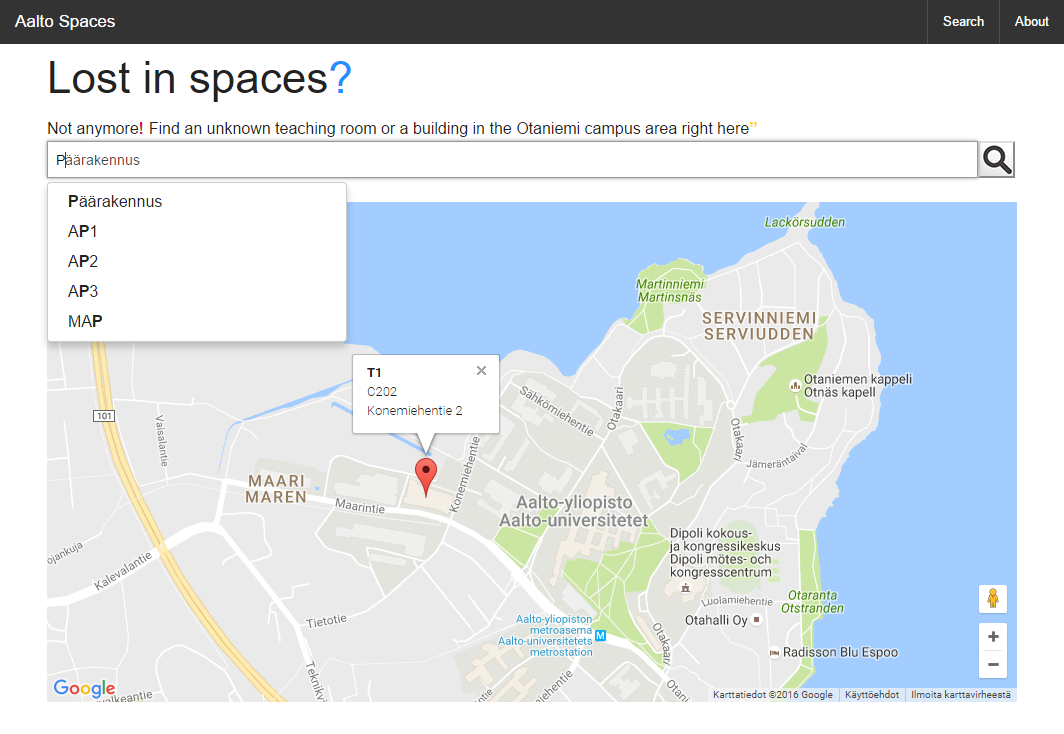 Aalto Spaces
Search
About
Lost in spaces?
Not anymore! Find an unknown teaching room or a building in the Otaniemi campus area right here”
Päärakennus
Päärakennus
AP1
AP2
AP3
MAP
Lackörsudden
Martinniemi
Martinsnäs
SERVINNIEMI
SERVIUDDEN
T1
C202
Konemiehentie 2
Otaniemen kappeli
Otnäs kapell
101
Vaisalantie
Sähkömiehentie
Otakaari
Otakaari
Jämeräntaival
Konemiehentie
MAARI
MAREN
Maarintie
Aalto-yliopisto
Aalto-universitetet
Dipoli kokous-
ja kongressikeskus
Dipoli mötes- och
kongresscentrum
ojankuja
Kalevalantie
Luolamiehentie
Otaranta
Otstranden
Tietotie
Aalto-yliopiston
metroasema
Aalto-universitetets
metrostation
M
Otahalli Oy
Otakaari
Radisson Blu Espoo
Tekniky
hentie
Otak
Google
valkeantie
Karttatiedot ©2016 Google
Käyttöehdot
Ilmoita karttavirheestä